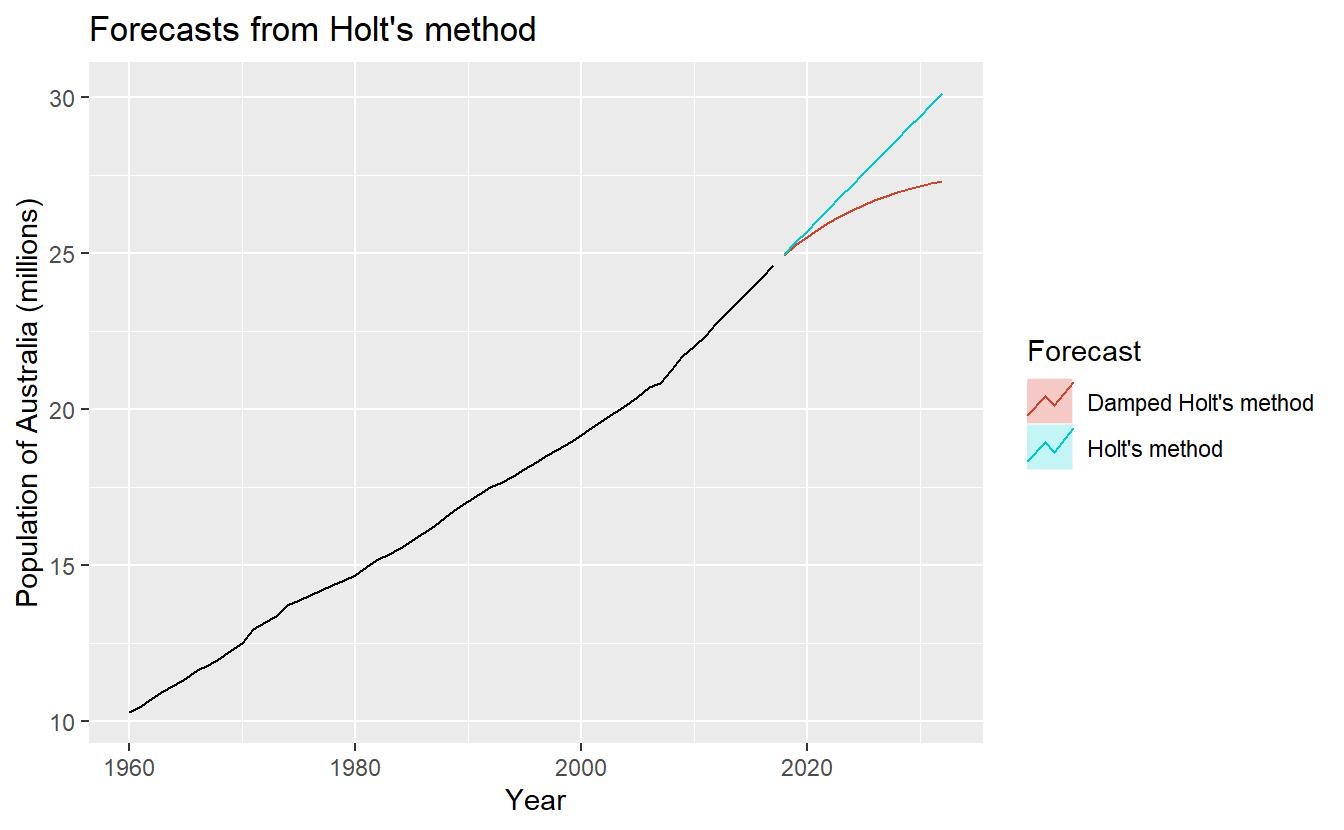 Forecasts from Holt's method
Population of Australia (millions)
30
25
20
15
10
1960
1980
2000
2020
Year
Forecast
Damped Holt's method
Holt's method